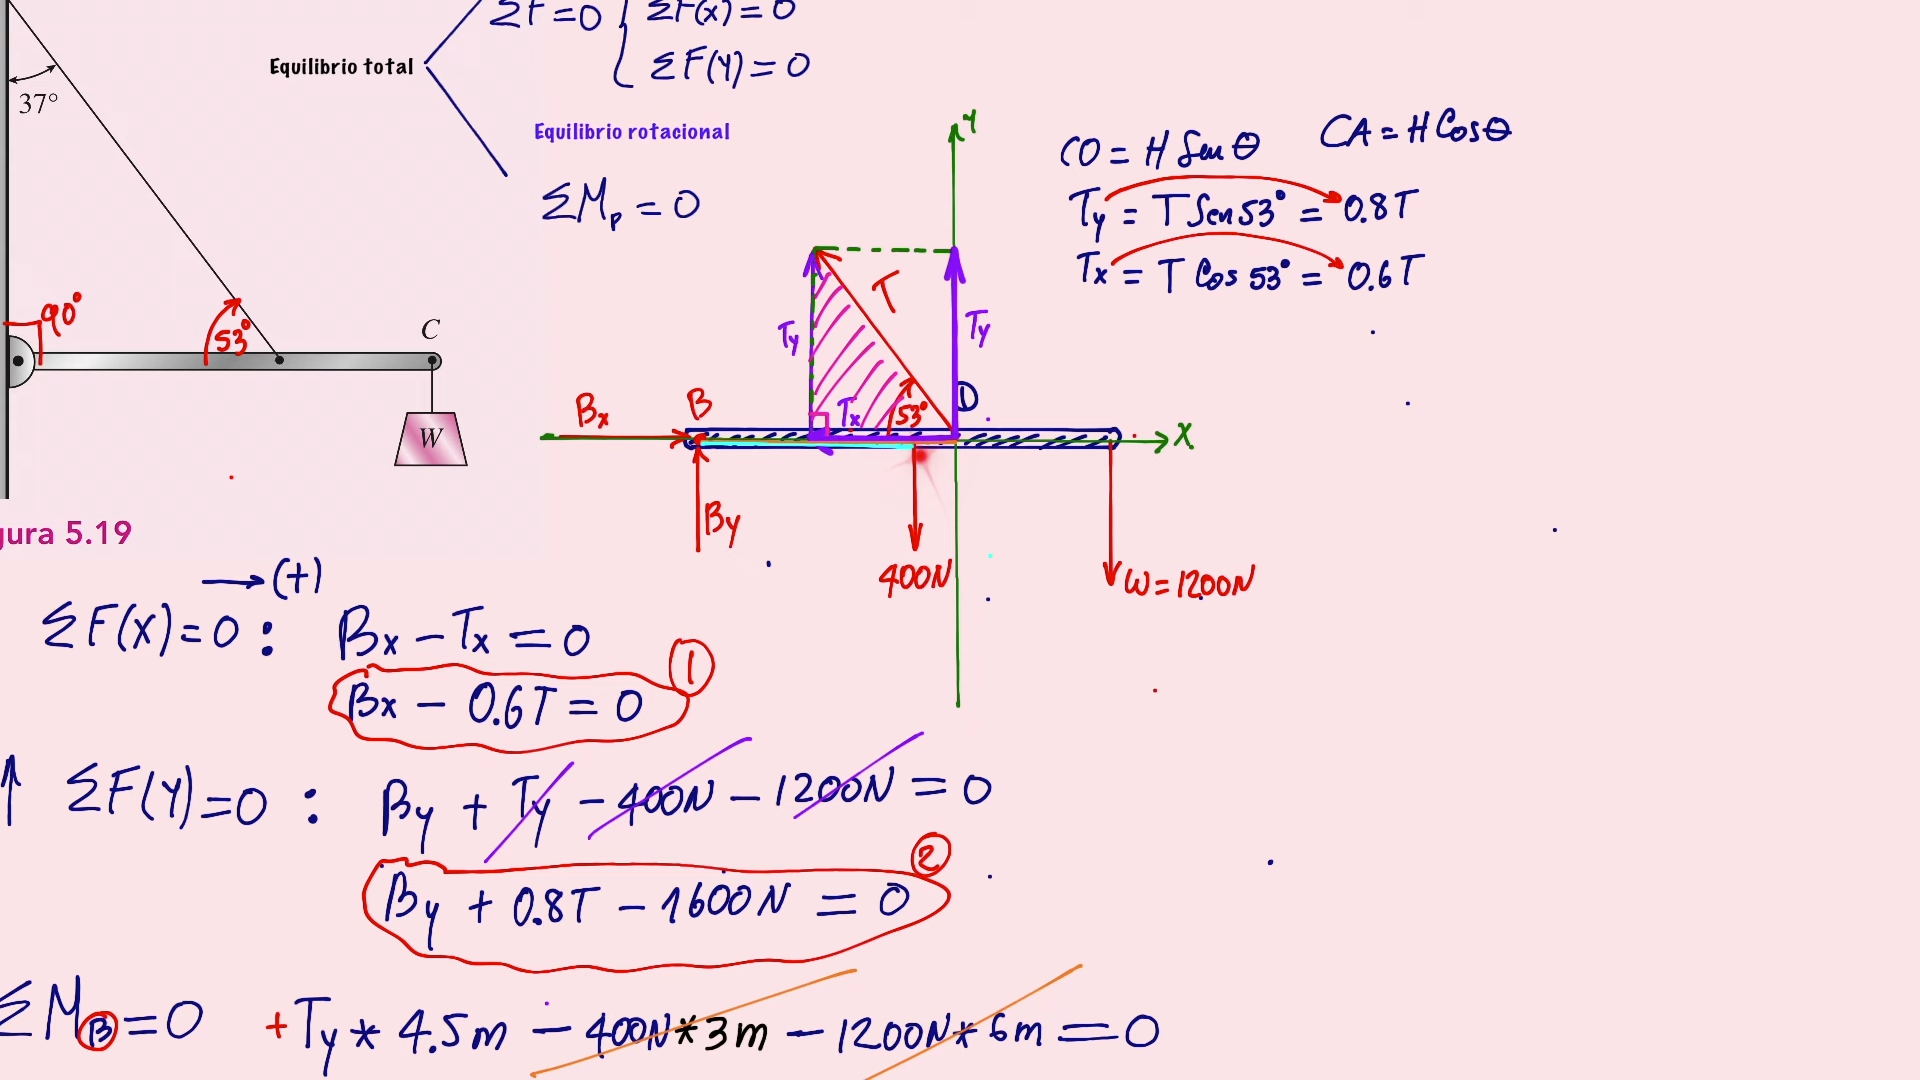 ΣF=0 { ΣF(x)=0
ΣF(Y)=0
Equilibrio total
Equilibrio rotacional
ΣMp=0
37°
90°
53°
C
W
gura 5.19
Y
CO = H Sen θ
CA = H Cos θ
Ty = T Sen 53° = 0.8T
Tx = T Cos 53° = 0.6T
T
Ty
Ty
Tx
53°
D
Bx
B
X
By
400N
W=1200N
→ (+)
ΣF(X)=0 : Bx − Tx = 0
Bx − 0.6T = 0
1
↑ ΣF(Y)=0 : By + Ty − 400N − 1200N = 0
By + 0.8T − 1600N = 0
2
ΣMB=0 +Ty * 4.5m − 400N*3m − 1200N*6m = 0